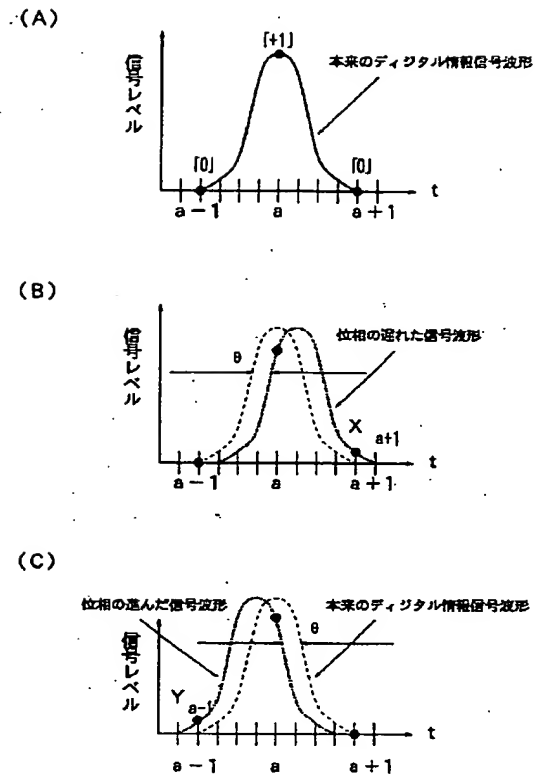 (A)
「+1」
本来のディジタル情報信号波形
信号レベル
「0」
「0」
t
a－1
a
a＋1
(B)
信号レベル
位相の遅れた信号波形
θ
X
a+1
t
a－1
a
a＋1
(C)
位相の進んだ信号波形
本来のディジタル情報信号波形
信号レベル
θ
Y
a-1
t
a－1
a
a＋1